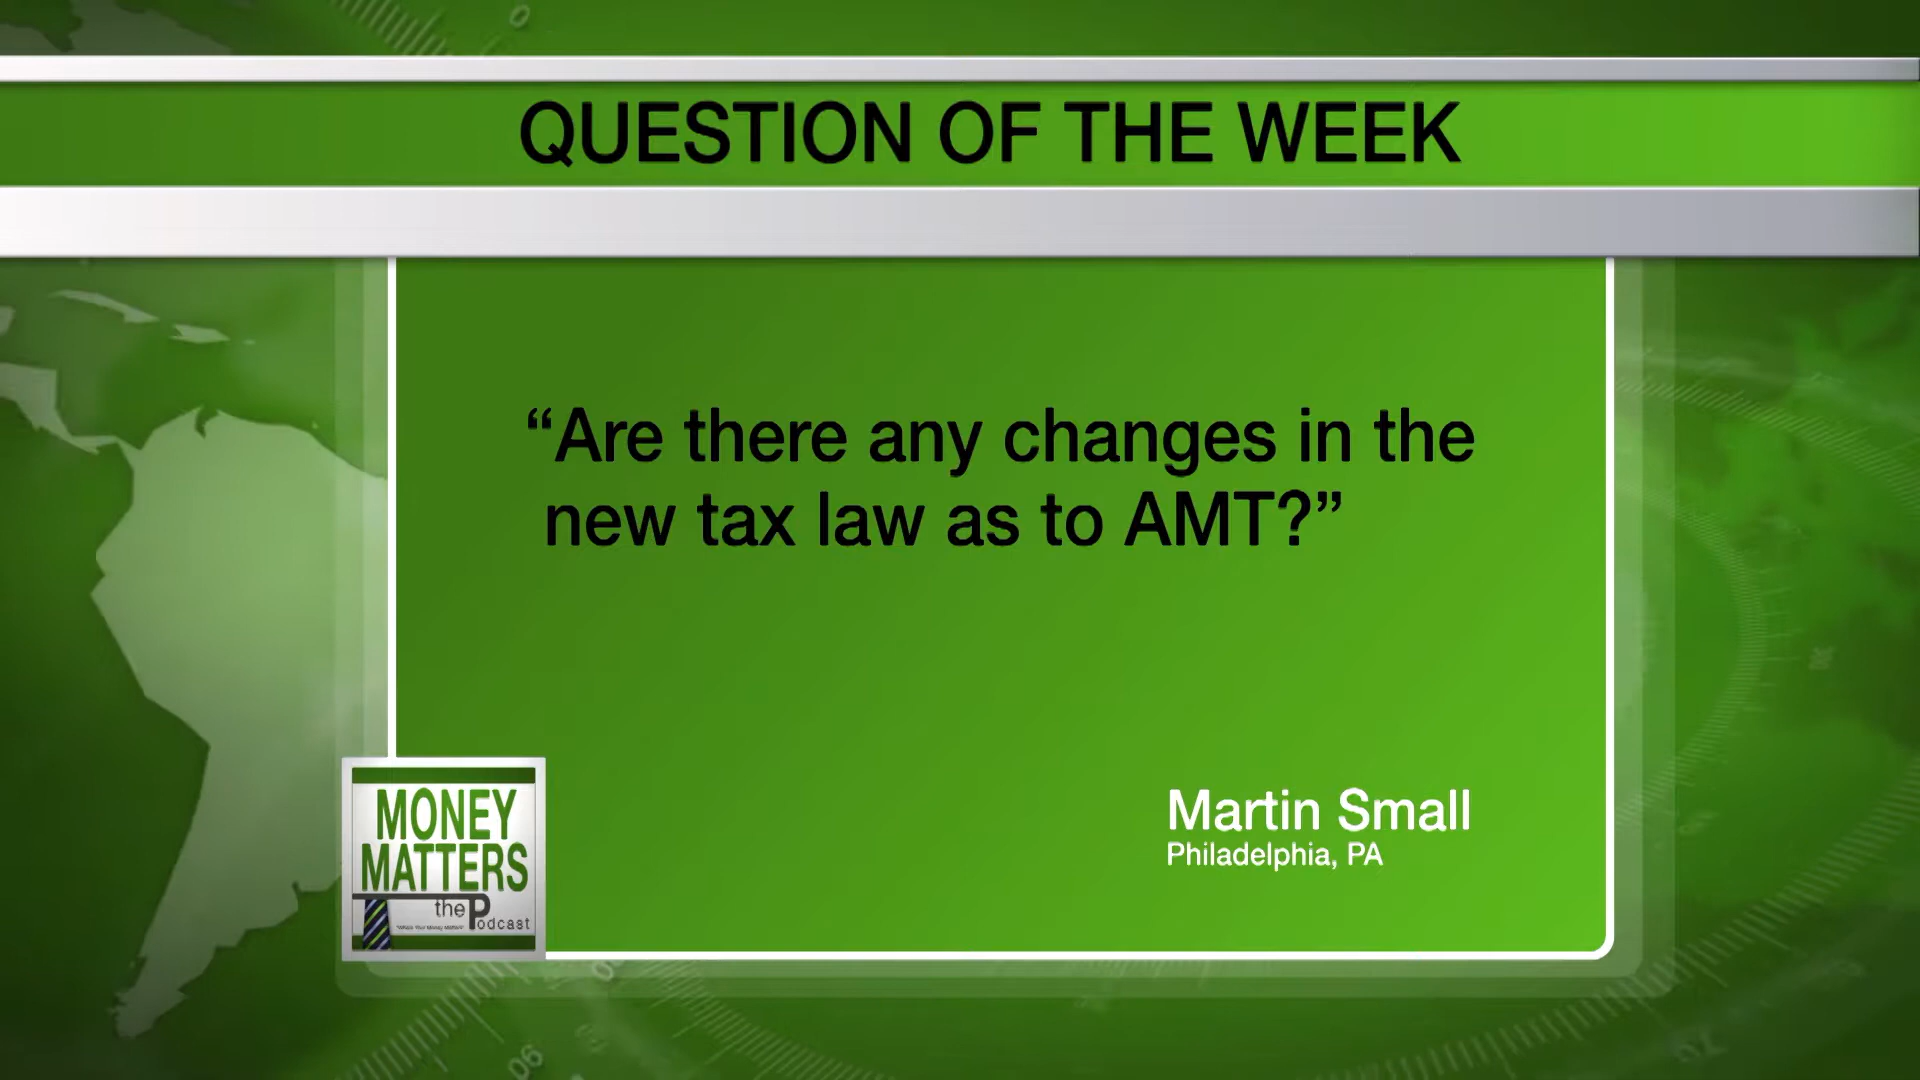 QUESTION OF THE WEEK
“Are there any changes in the
new tax law as to AMT?”
Martin Small
Philadelphia, PA
MONEY
MATTERS
the Podcast